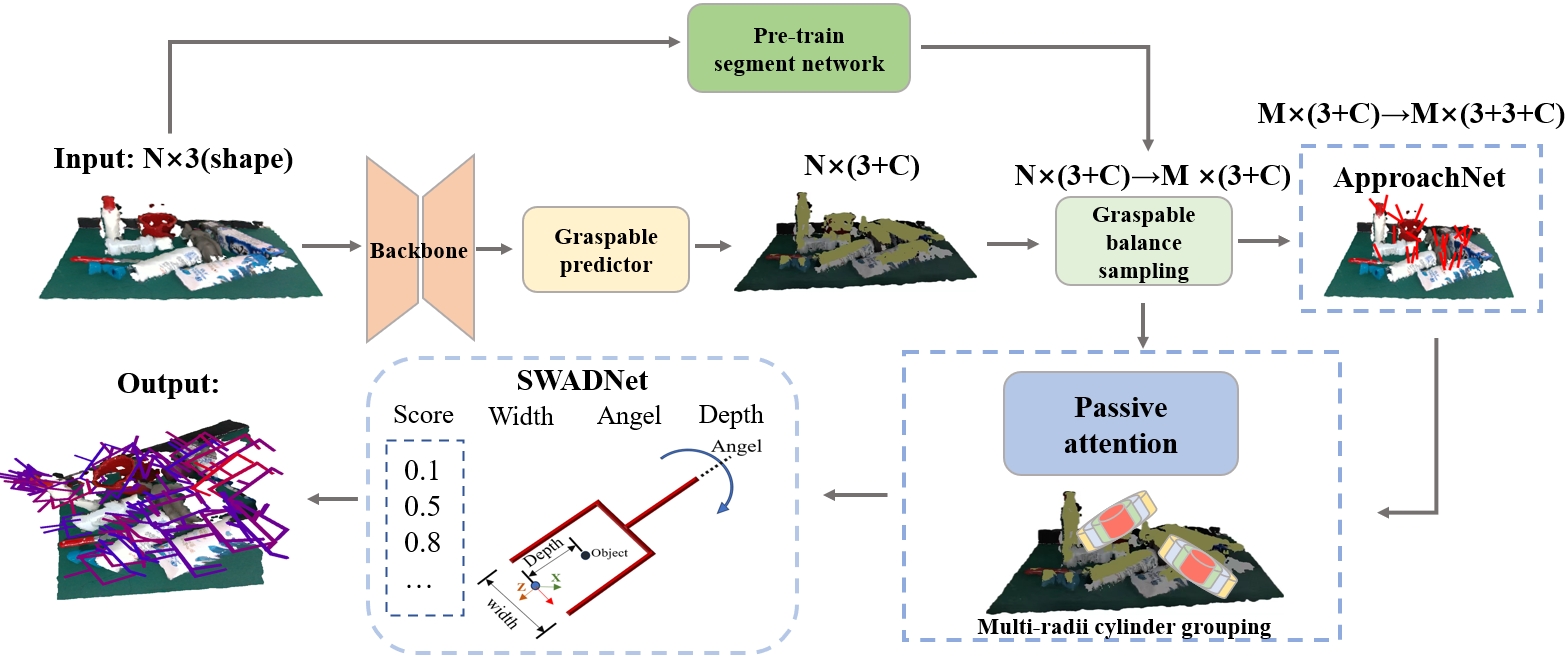 Pre-train
segment network
M×(3+C)→M×(3+3+C)
Input: N×3(shape)
N×(3+C)
N×(3+C)→M ×(3+C)
ApproachNet
Backbone
Graspable
predictor
Graspable
balance
sampling
Output:
SWADNet
Score Width Angel Depth
Angel
0.1
0.5
0.8
…
Depth
Object
X
Z
width
Passive
attention
Multi-radii cylinder grouping